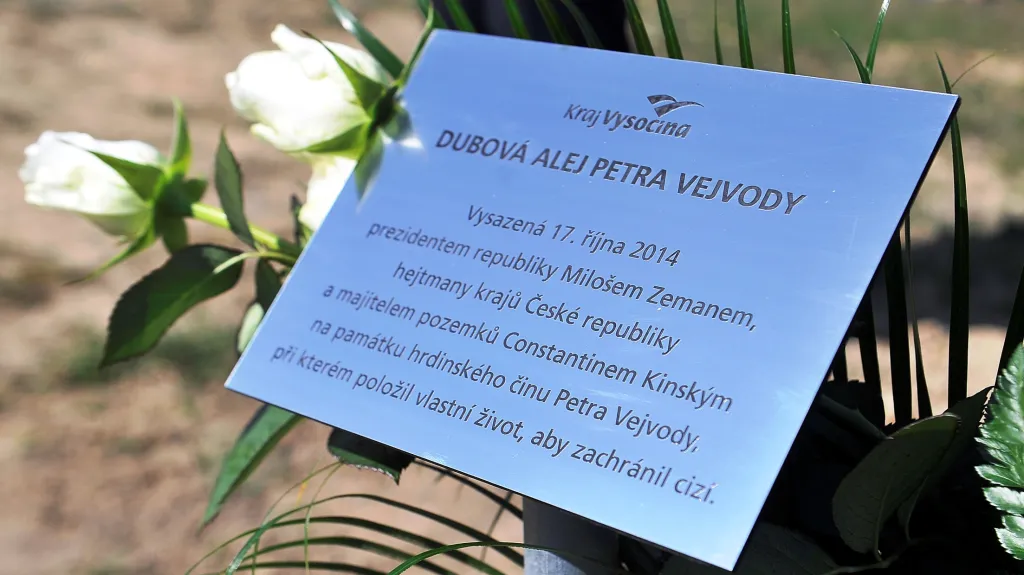 Kraj Vysočina
DUBOVÁ ALEJ PETRA VEJVODY
Vysazená 17. října 2014
prezidentem republiky Milošem Zemanem,
hejtmany krajů České republiky
a majitelem pozemků Constantinem Kinským
na památku hrdinského činu Petra Vejvody,
při kterém položil vlastní život, aby zachránil cizí.